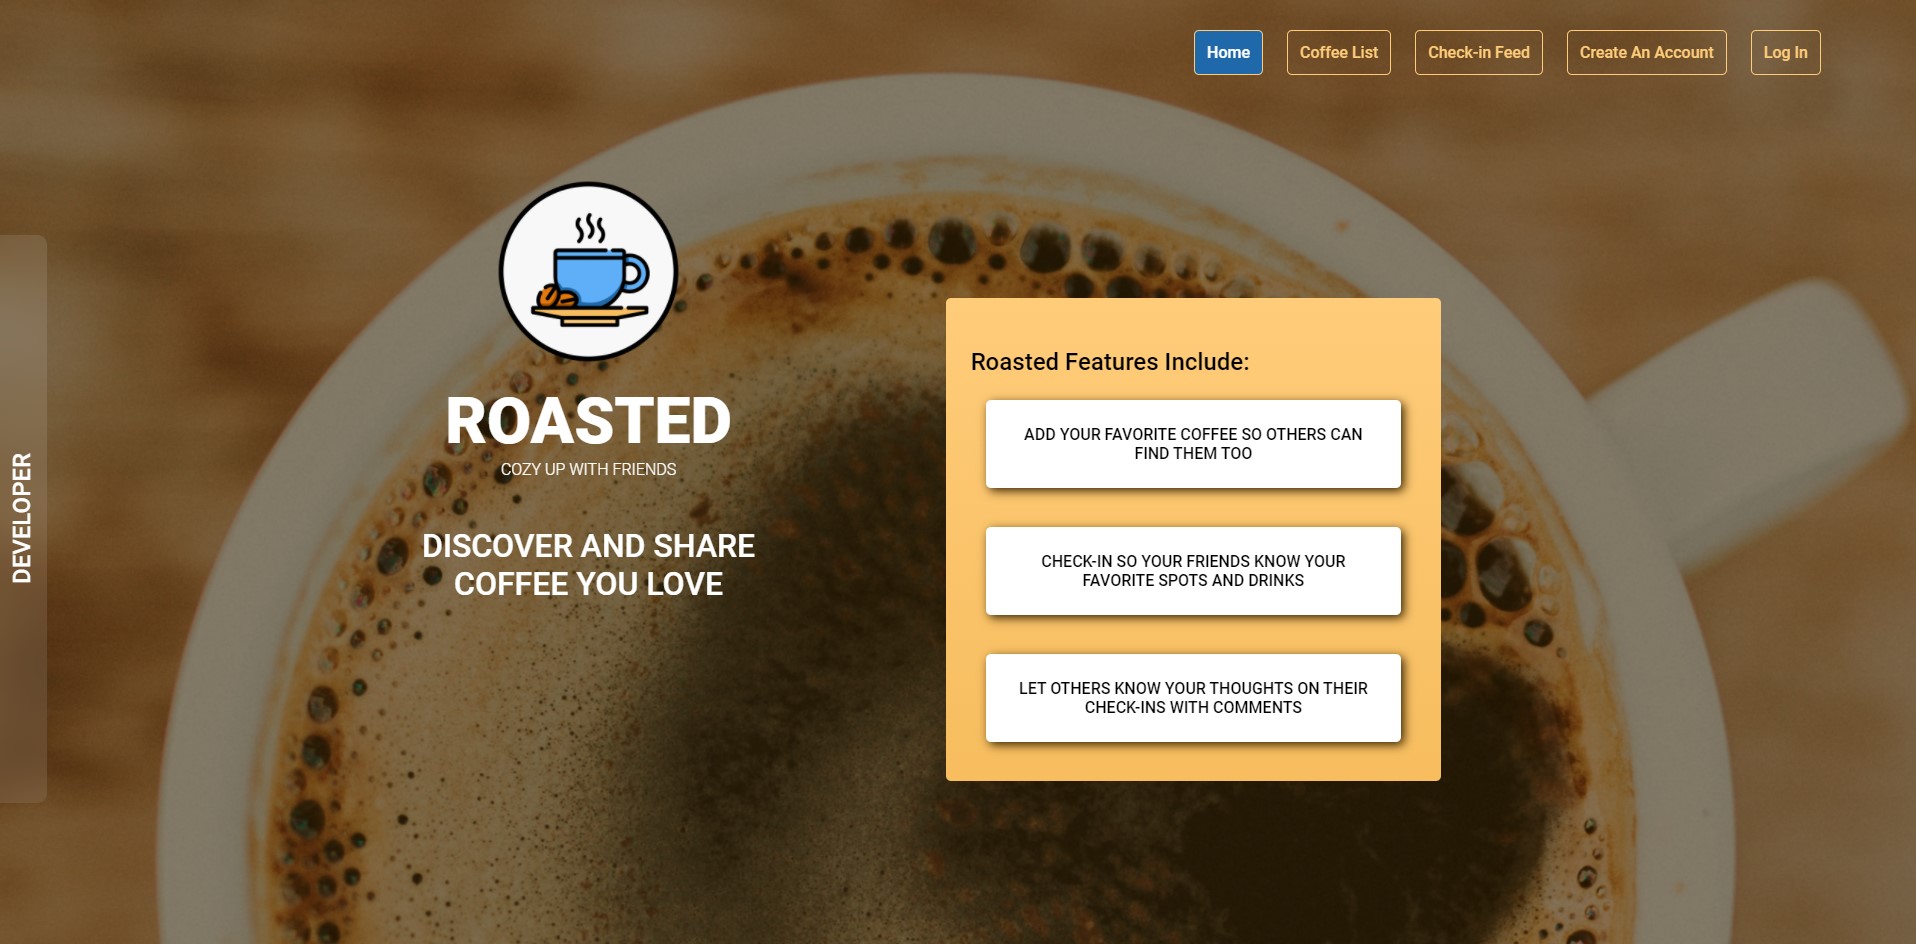 Home
Coffee List
Check-in Feed
Create An Account
Log In
DEVELOPER
ROASTED
COZY UP WITH FRIENDS
DISCOVER AND SHARE
COFFEE YOU LOVE
Roasted Features Include:
ADD YOUR FAVORITE COFFEE SO OTHERS CAN
FIND THEM TOO
CHECK-IN SO YOUR FRIENDS KNOW YOUR
FAVORITE SPOTS AND DRINKS
LET OTHERS KNOW YOUR THOUGHTS ON THEIR
CHECK-INS WITH COMMENTS